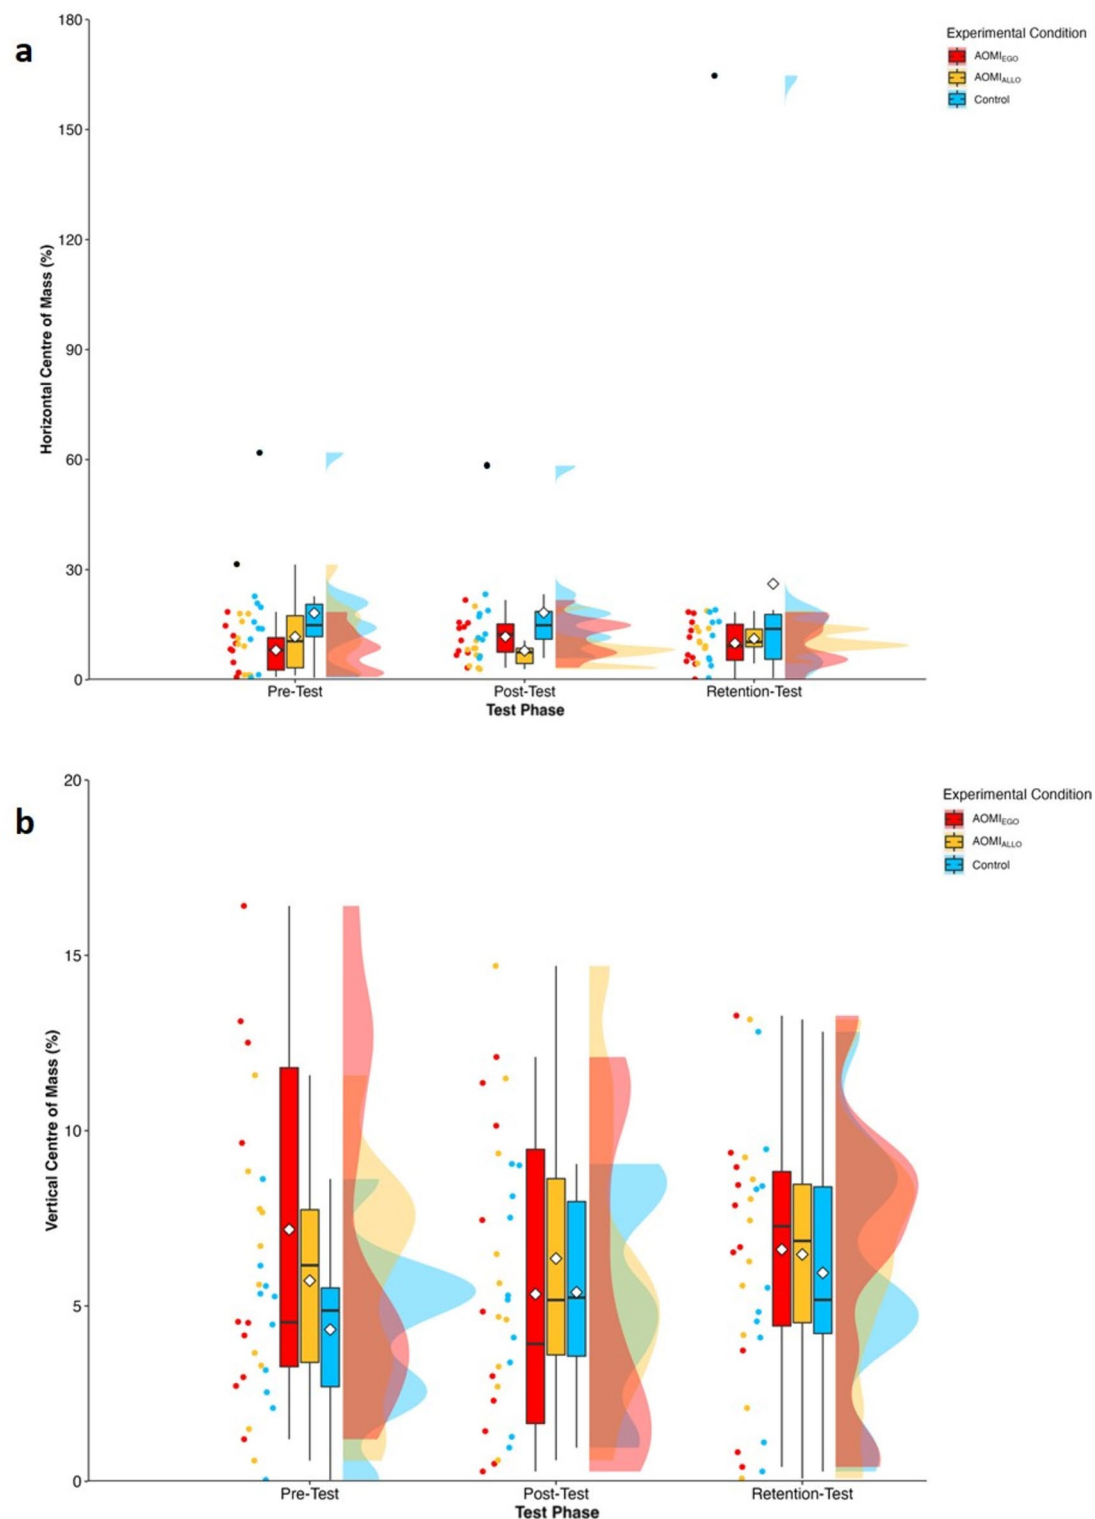 a
180
150
120
90
60
30
0
Horizontal Centre of Mass (%)
Pre-Test
Post-Test
Retention-Test
Test Phase
Experimental Condition
AOMIEGO
AOMIALLO
Control
b
20
15
10
5
0
Vertical Centre of Mass (%)
Pre-Test
Post-Test
Retention-Test
Test Phase
Experimental Condition
AOMIEGO
AOMIALLO
Control